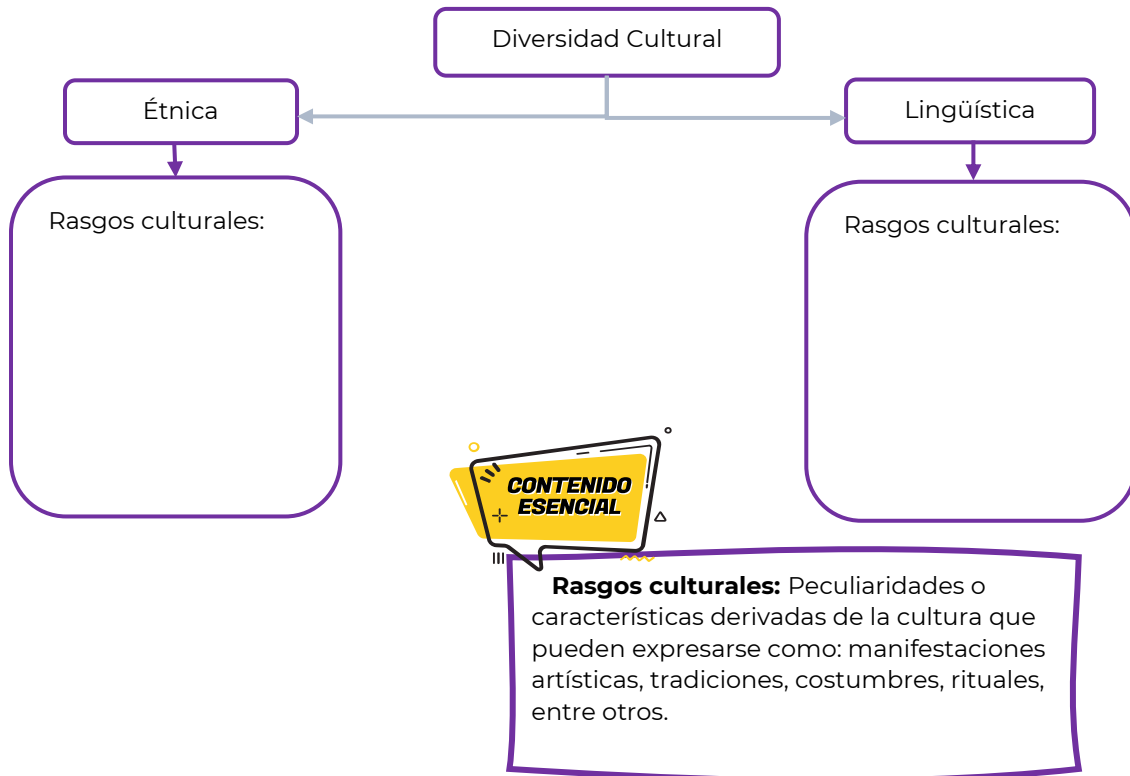 Diversidad Cultural
Étnica
Lingüística
Rasgos culturales:
Rasgos culturales:
CONTENIDO
ESENCIAL
Rasgos culturales: Peculiaridades o
características derivadas de la cultura que
pueden expresarse como: manifestaciones
artísticas, tradiciones, costumbres, rituales,
entre otros.